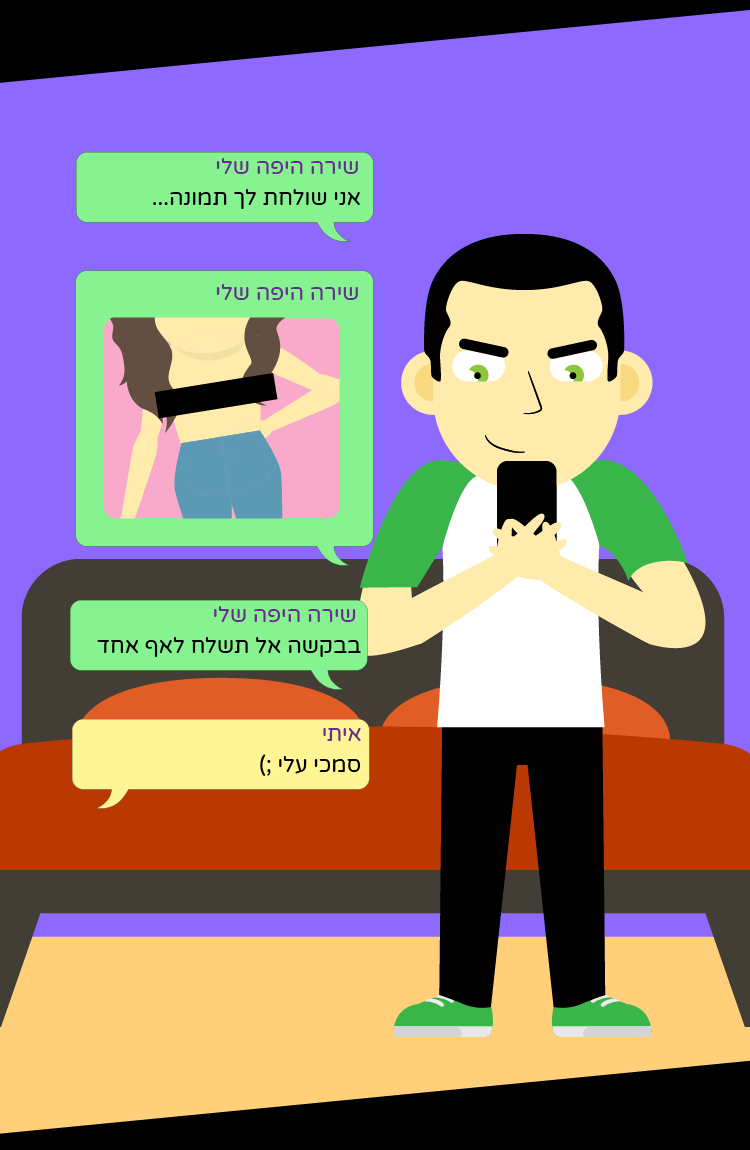 שירה היפה שלי
אני שולחת לך תמונה...
שירה היפה שלי
שירה היפה שלי
בבקשה אל תשלח לאף אחד
איתי
סמכי עלי ;)